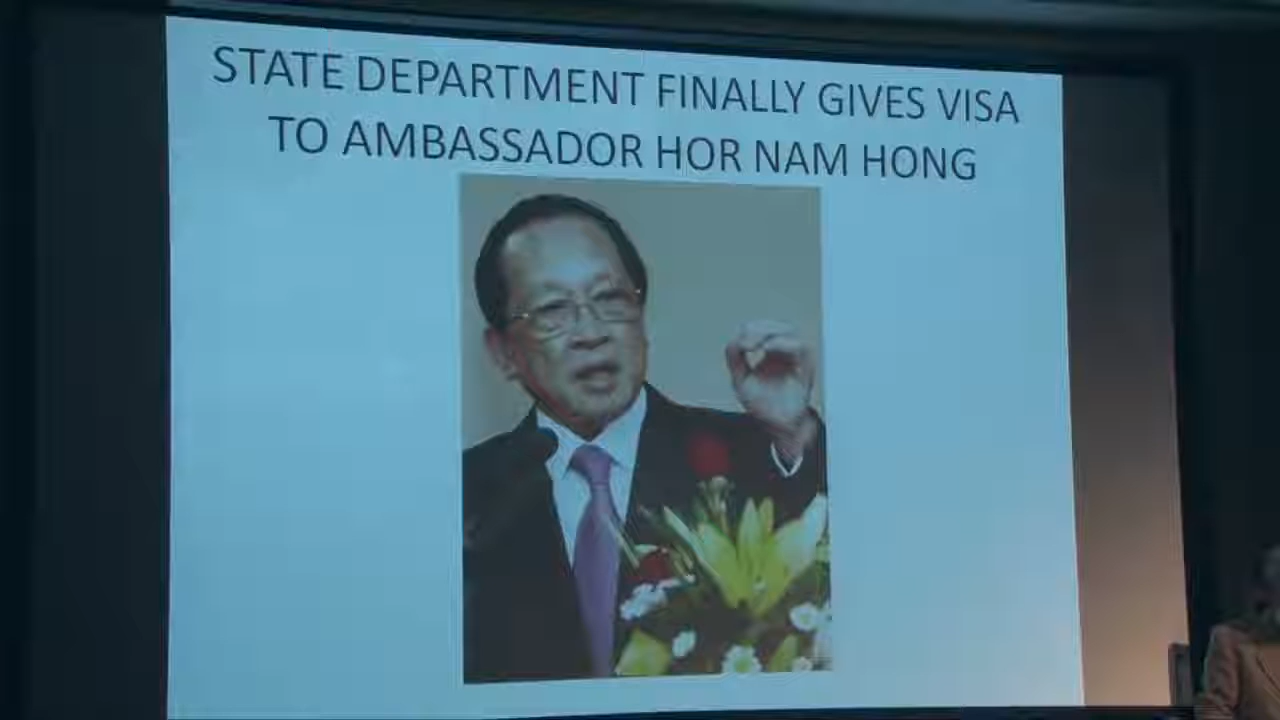 STATE DEPARTMENT FINALLY GIVES VISA
TO AMBASSADOR HOR NAM HONG